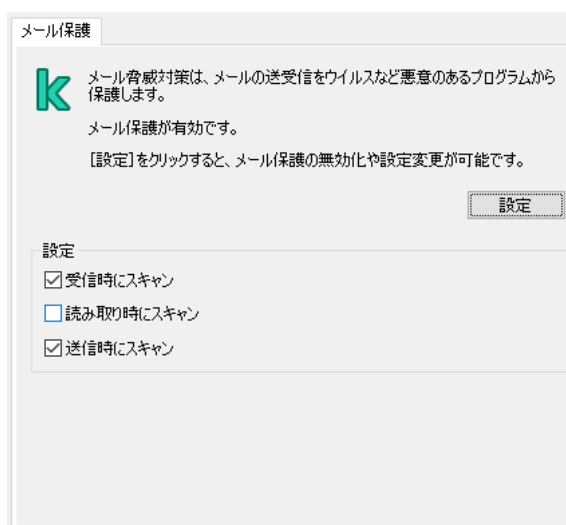 メール保護
メール脅威対策は、メールの送受信をウイルスなど悪意のあるプログラムから
保護します。
メール保護が有効です。
[設定]をクリックすると、メール保護の無効化や設定変更が可能です。
設定
設定
受信時にスキャン
読み取り時にスキャン
送信時にスキャン